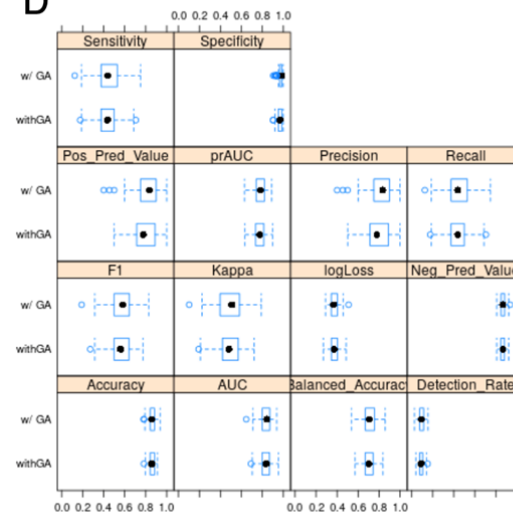 D
0.0 0.2 0.4 0.6 0.8 1.0
Sensitivity Specificity
w/ GA
withGA
Pos_Pred_Value prAUC Precision Recall
w/ GA
withGA
F1 Kappa logLoss Neg_Pred_Value
w/ GA
withGA
Accuracy AUC Balanced_Accuracy Detection_Rate
w/ GA
withGA
0.0 0.2 0.4 0.6 0.8 1.0 0.0 0.2 0.4 0.6 0.8 1.0